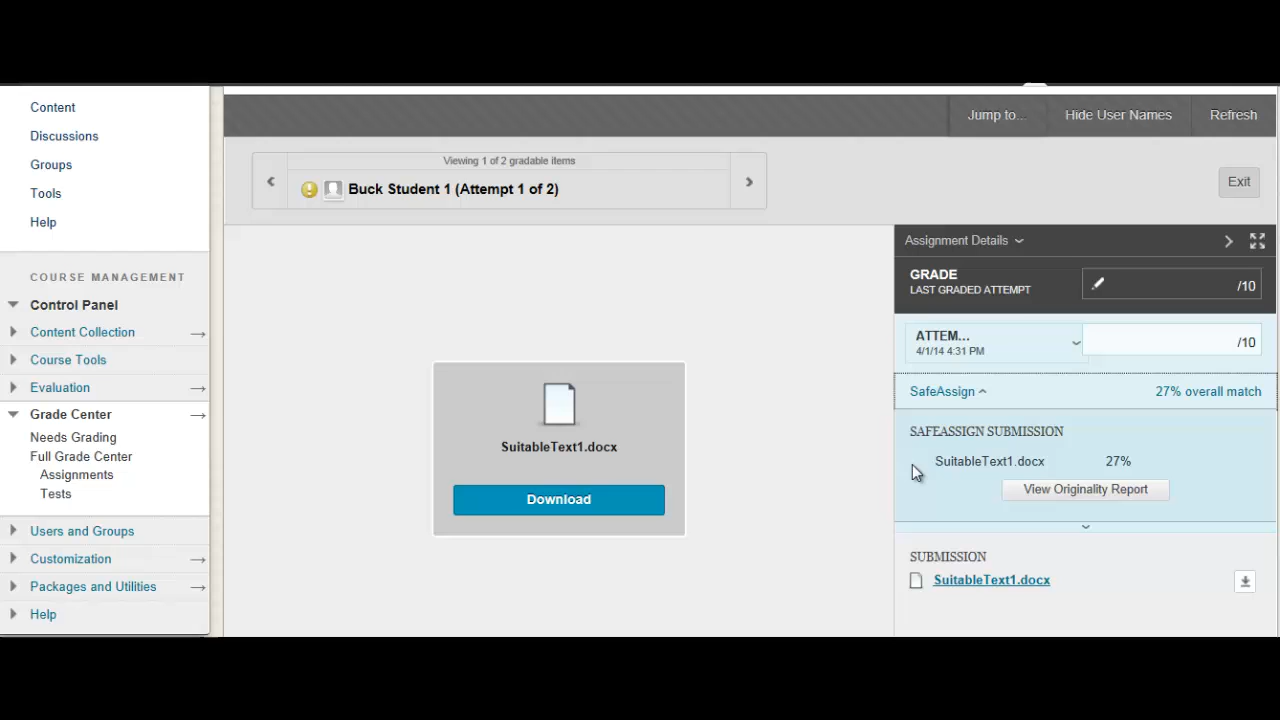 Content
Discussions
Groups
Tools
Help
COURSE MANAGEMENT
Control Panel
Content Collection
Course Tools
Evaluation
Grade Center
Needs Grading
Full Grade Center
Assignments
Tests
Users and Groups
Customization
Packages and Utilities
Help
Jump to...
Hide User Names
Refresh
Viewing 1 of 2 gradable items
Buck Student 1 (Attempt 1 of 2)
Exit
SuitableText1.docx
Download
Assignment Details
GRADE
LAST GRADED ATTEMPT
/10
ATTEM...
4/1/14 4:31 PM
/10
SafeAssign
27% overall match
SAFEASSIGN SUBMISSION
SuitableText1.docx 27%
View Originality Report
SUBMISSION
SuitableText1.docx